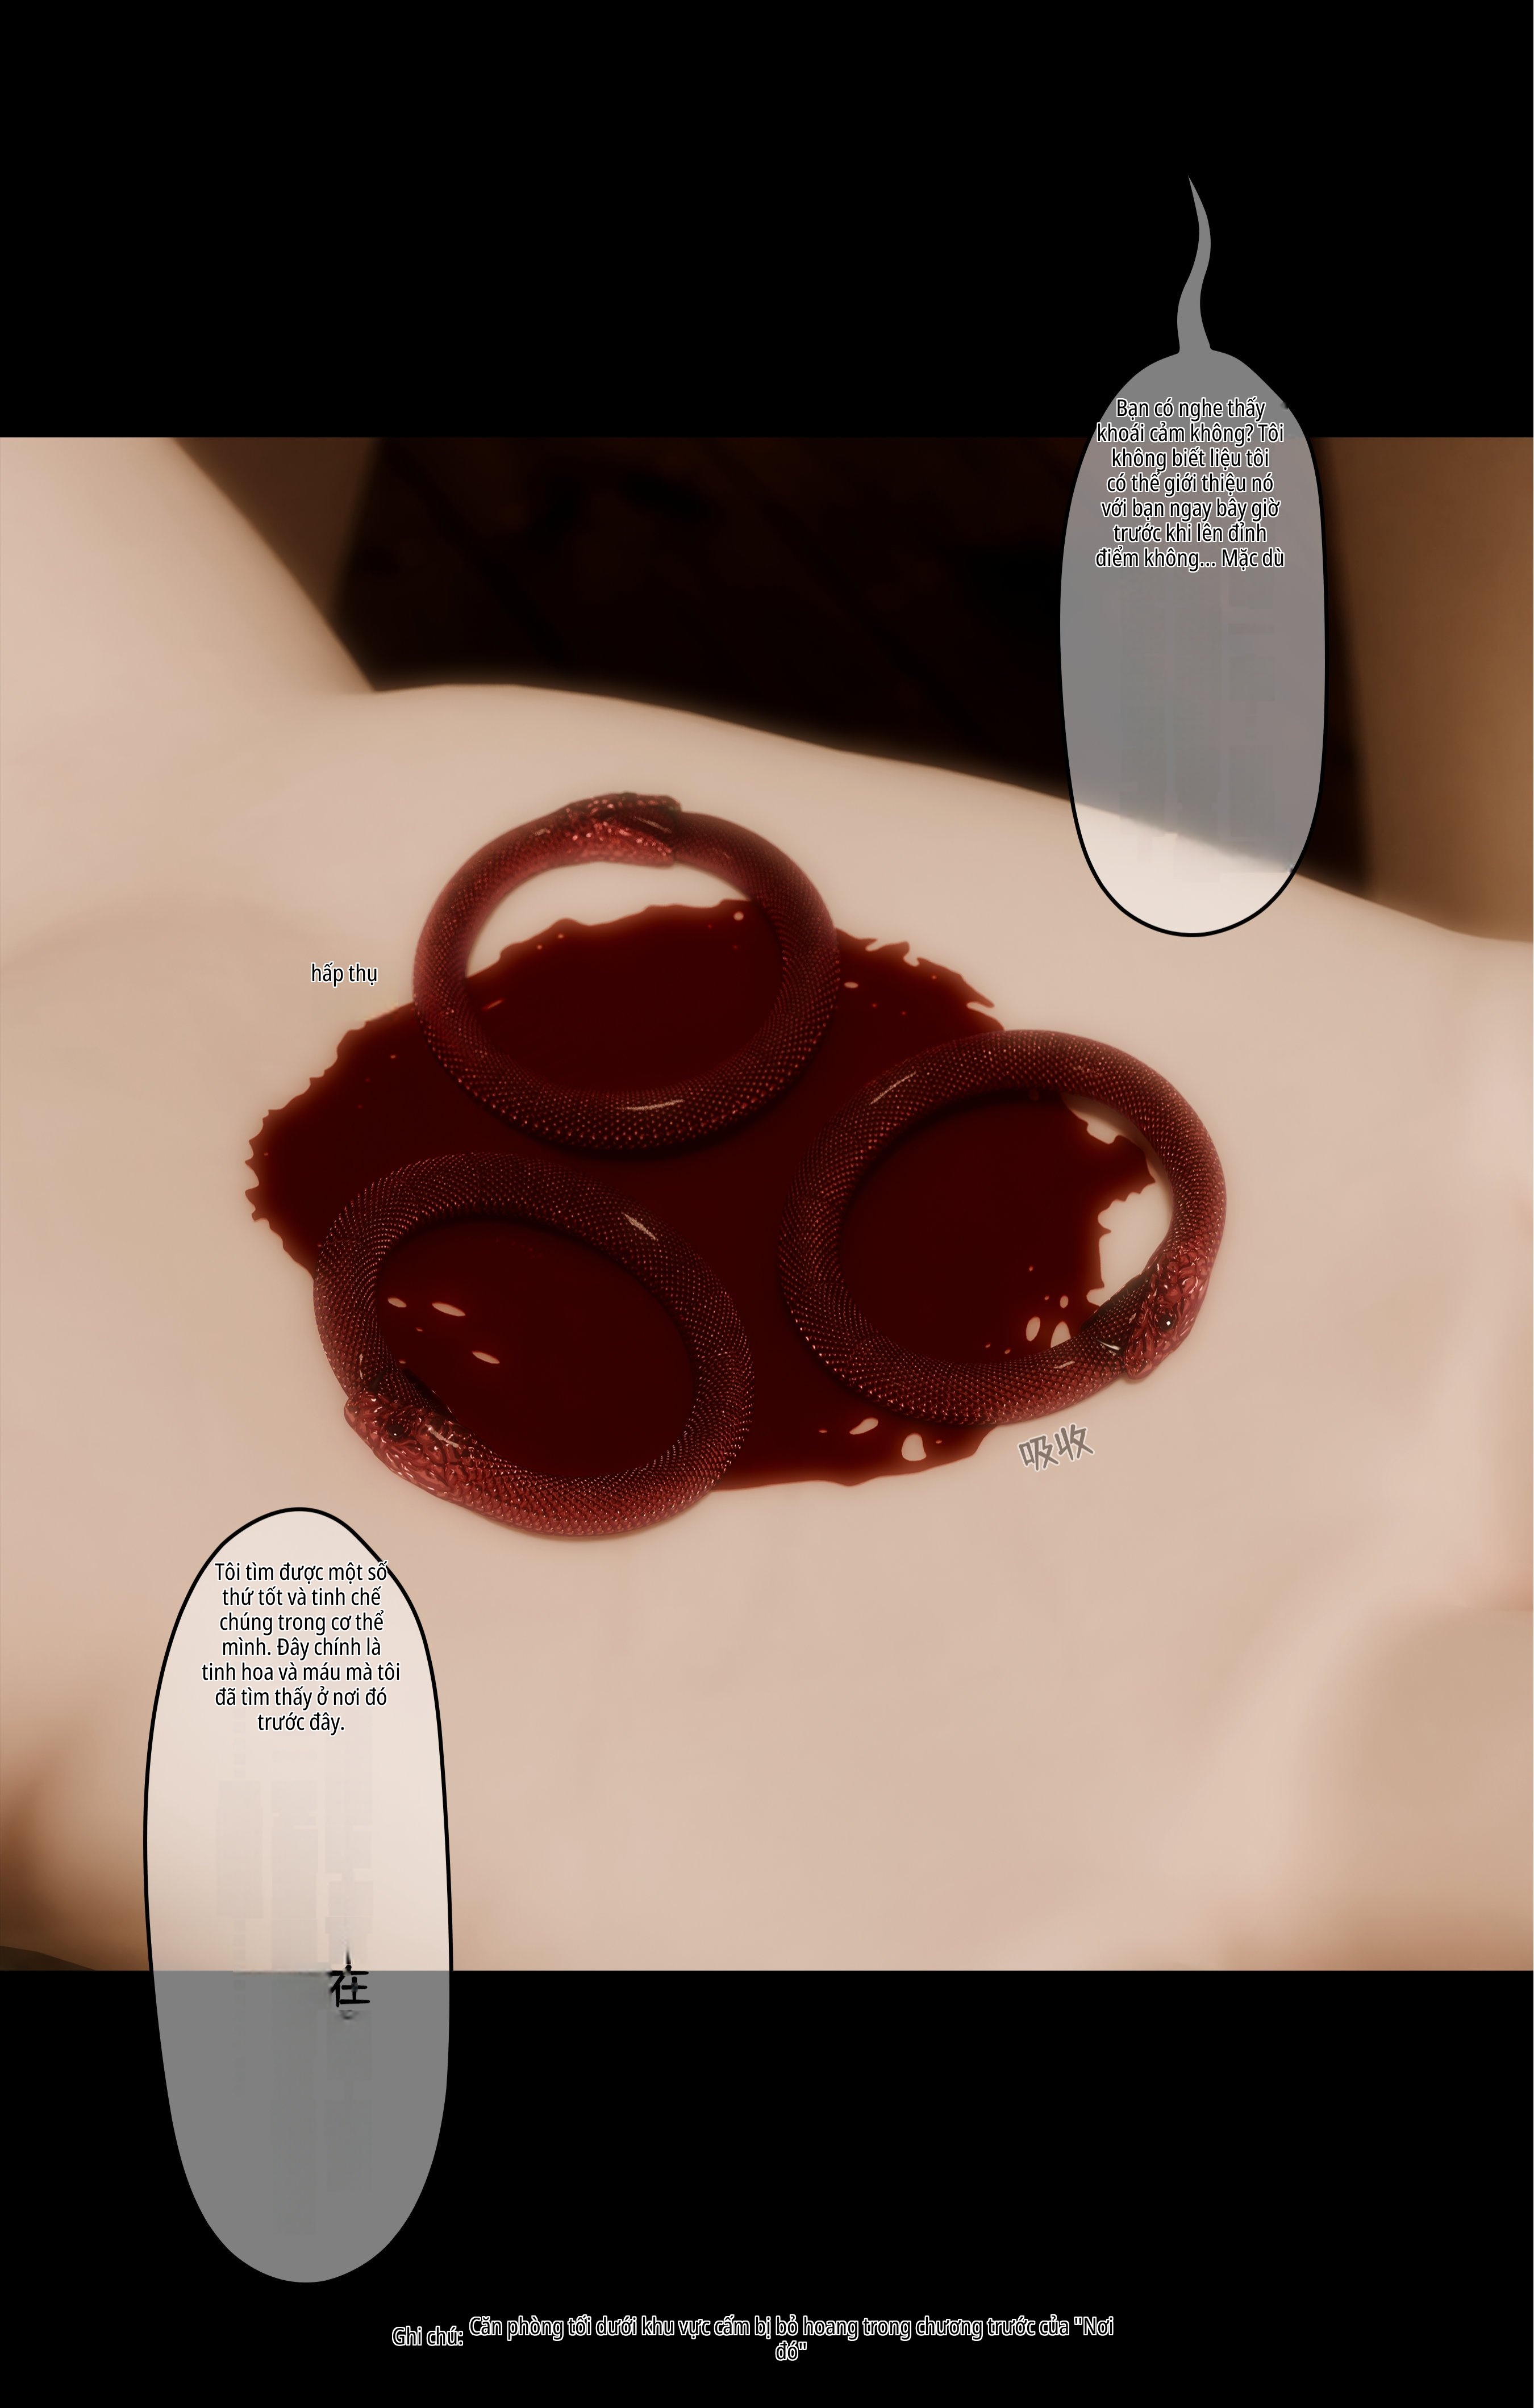 Bạn có nghe thấy
khoái cảm không? Tôi
không biết liệu tôi
có thể giới thiệu nó
với bạn ngay bây giờ
trước khi lên đỉnh
điểm không... Mặc dù
hấp thụ
吸收
Tôi tìm được một số
thứ tốt và tinh chế
chúng trong cơ thể
mình. Đây chính là
tinh hoa và máu mà tôi
đã tìm thấy ở nơi đó
trước đây.
在
Ghi chú: Căn phòng tối dưới khu vực cấm bị bỏ hoang trong chương trước của "Nơi
đó"